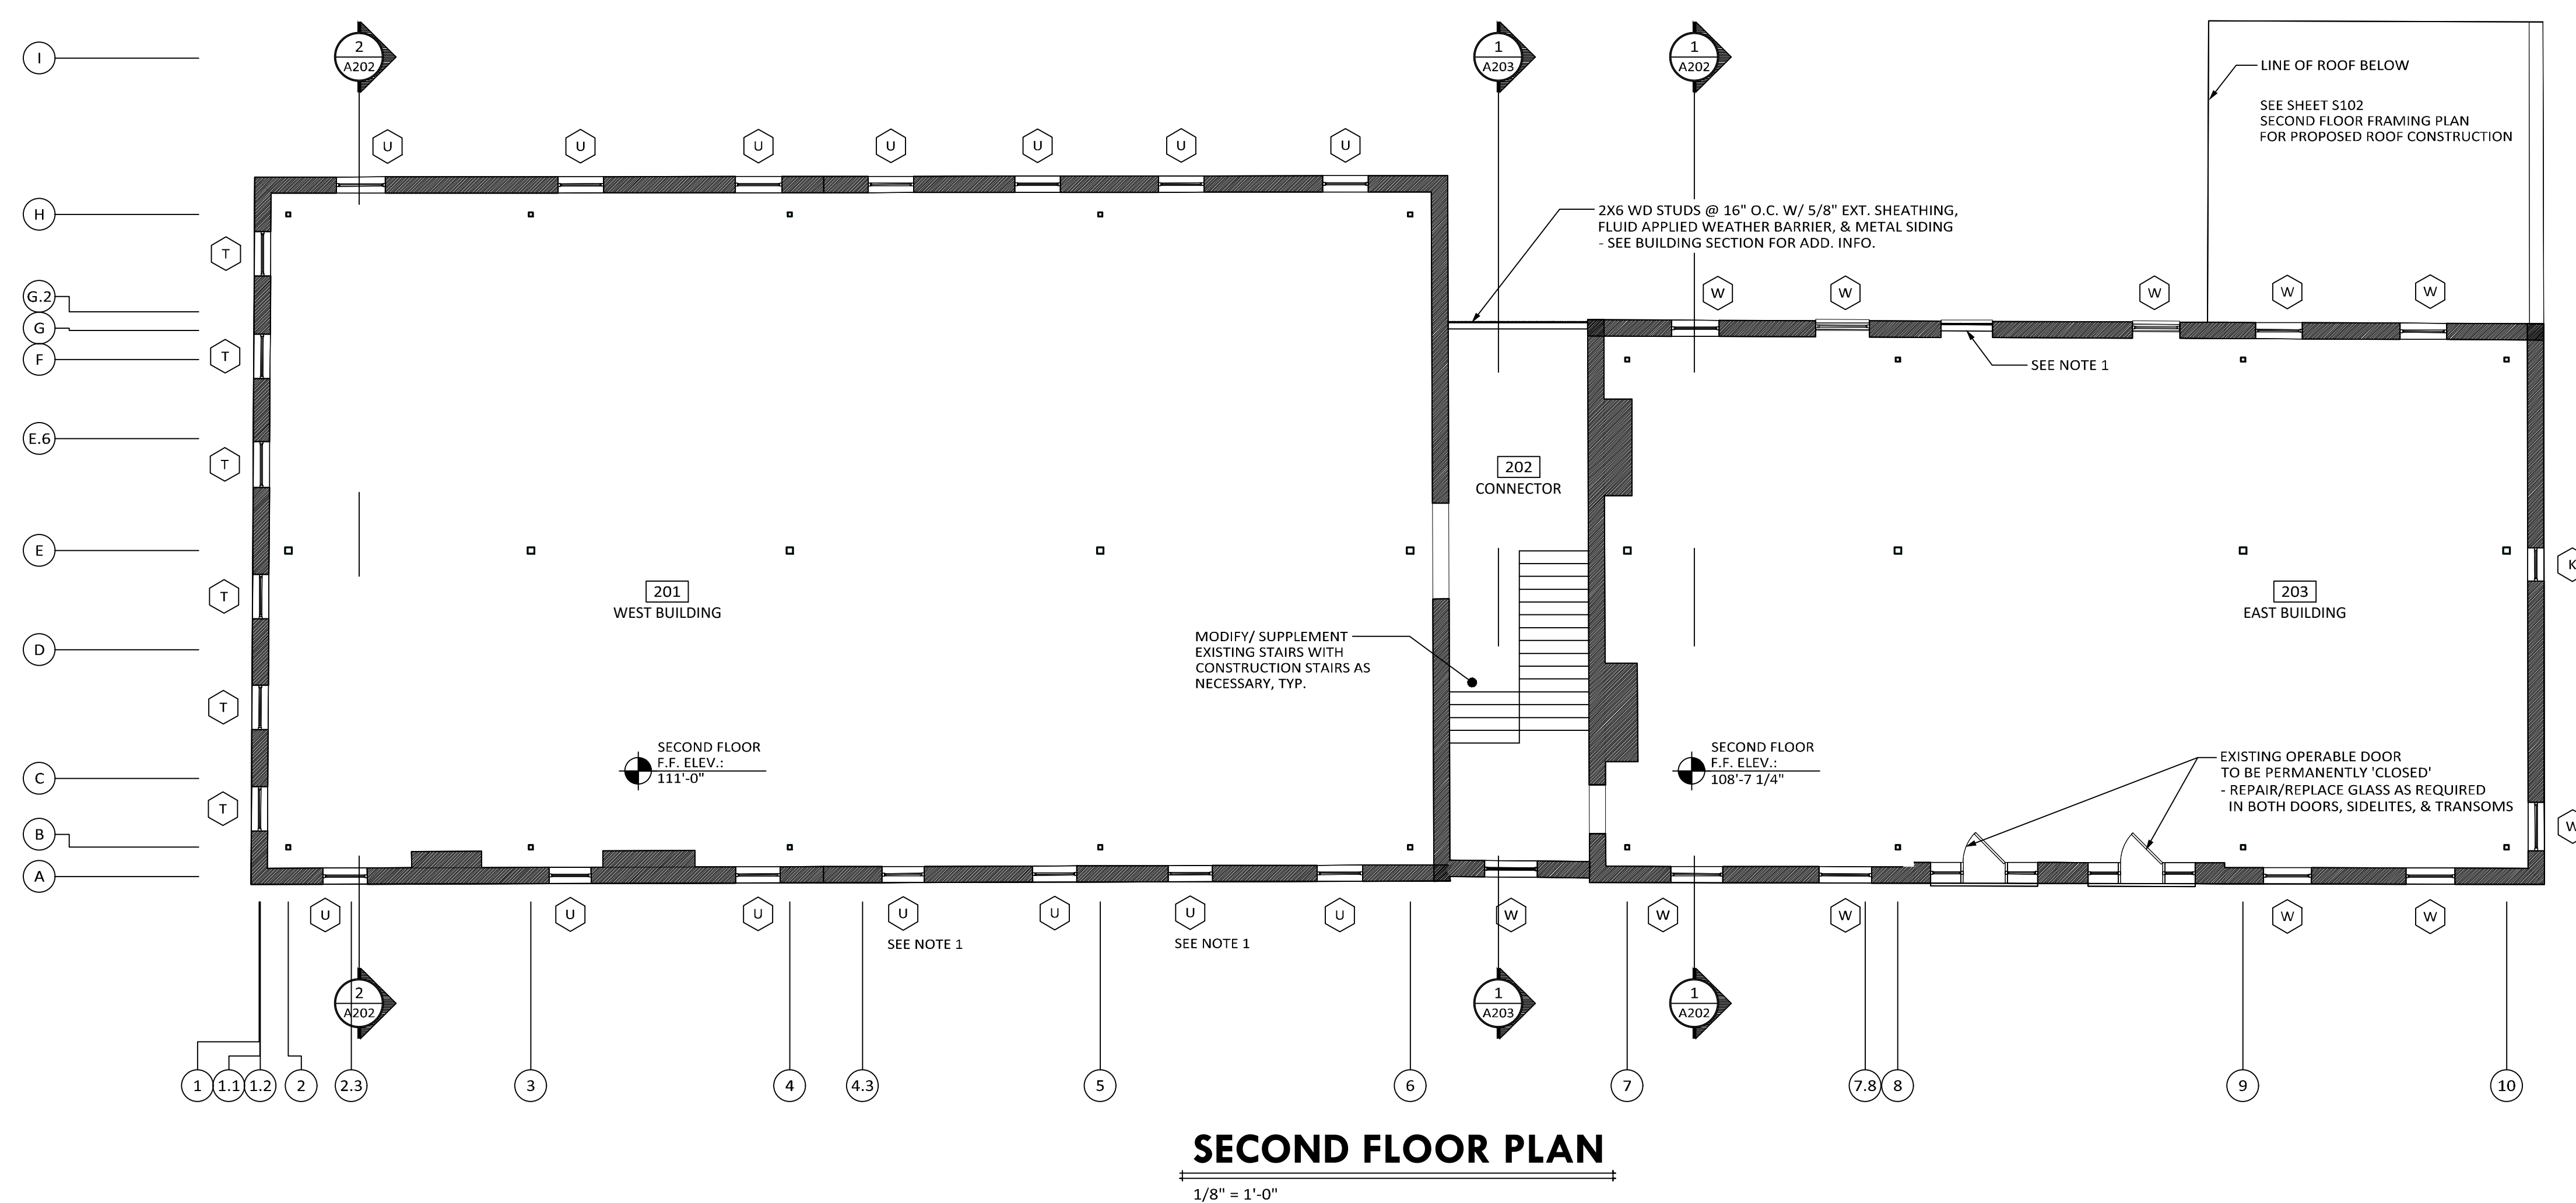 I
2
A202
1
A203
1
A202
LINE OF ROOF BELOW
SEE SHEET S102
SECOND FLOOR FRAMING PLAN
FOR PROPOSED ROOF CONSTRUCTION
U
U
U
U
U
U
U
H
2X6 WD STUDS @ 16" O.C. W/ 5/8" EXT. SHEATHING,
FLUID APPLIED WEATHER BARRIER, & METAL SIDING
- SEE BUILDING SECTION FOR ADD. INFO.
T
G.2
G
F
W
W
W
W
W
T
SEE NOTE 1
E.6
T
202
CONNECTOR
E
K
T
201
WEST BUILDING
203
EAST BUILDING
D
MODIFY/ SUPPLEMENT
EXISTING STAIRS WITH
CONSTRUCTION STAIRS AS
NECESSARY, TYP.
T
C
SECOND FLOOR
F.F. ELEV.:
111'-0"
SECOND FLOOR
F.F. ELEV.:
108'-7 1/4"
EXISTING OPERABLE DOOR
TO BE PERMANENTLY 'CLOSED'
- REPAIR/REPLACE GLASS AS REQUIRED
IN BOTH DOORS, SIDELITES, & TRANSOMS
T
B
W
A
U
U
U
U
U
U
U
W
W
W
W
W
SEE NOTE 1
SEE NOTE 1
2
A202
1
A203
1
A202
1
1.1
1.2
2
2.3
3
4
4.3
5
6
7
7.8
8
9
10
SECOND FLOOR PLAN
1/8" = 1'-0"